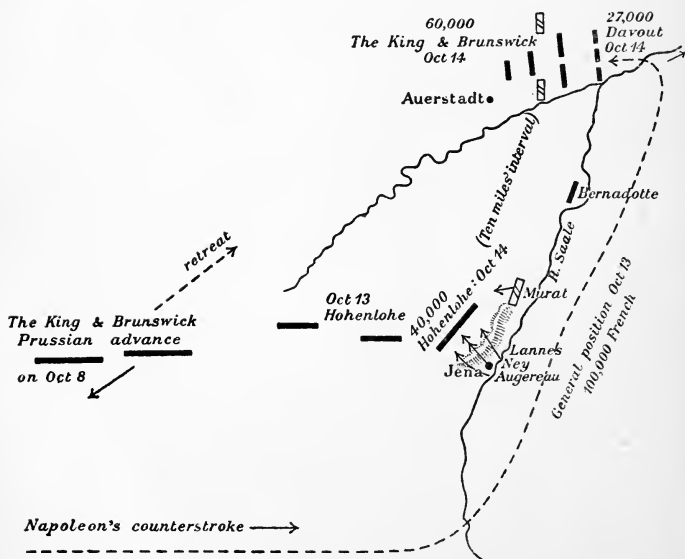 60,000
The King & Brunswick
Oct 14
27,000
Davout
Oct 14
Auerstadt
(Ten miles' interval)
Bernadotte
R. Saale
retreat
Oct 13
Hohenlohe
40,000
Hohenlohe: Oct 14
Murat
The King & Brunswick
Prussian advance
on Oct 8
Lannes
Ney
Augereau
Jena
General position Oct 13
100,000 French
Napoleon's counterstroke